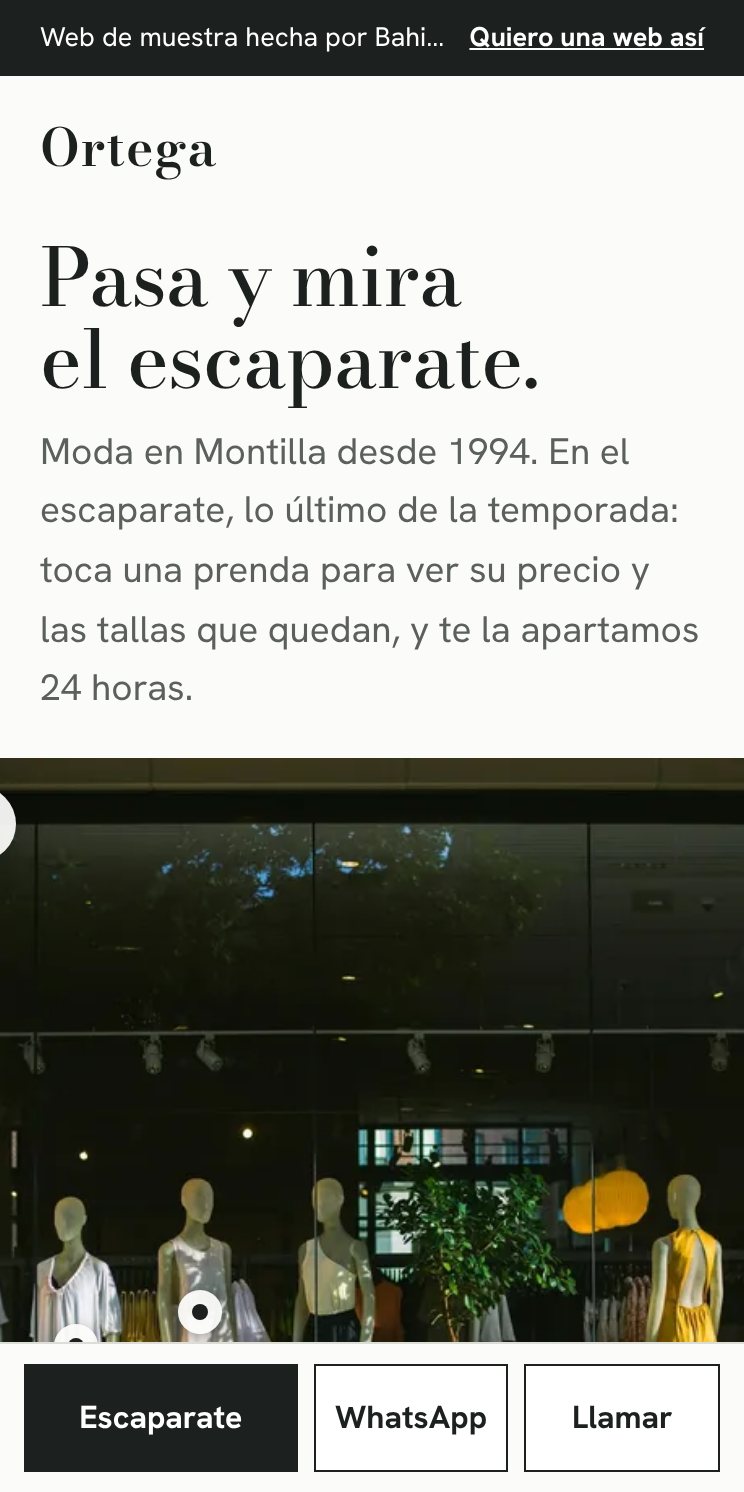 Web de muestra hecha por Bahi... Quiero una web así
Ortega
Pasa y mira
el escaparate.
Moda en Montilla desde 1994. En el
escaparate, lo último de la temporada:
toca una prenda para ver su precio y
las tallas que quedan, y te la apartamos
24 horas.
Escaparate WhatsApp Llamar